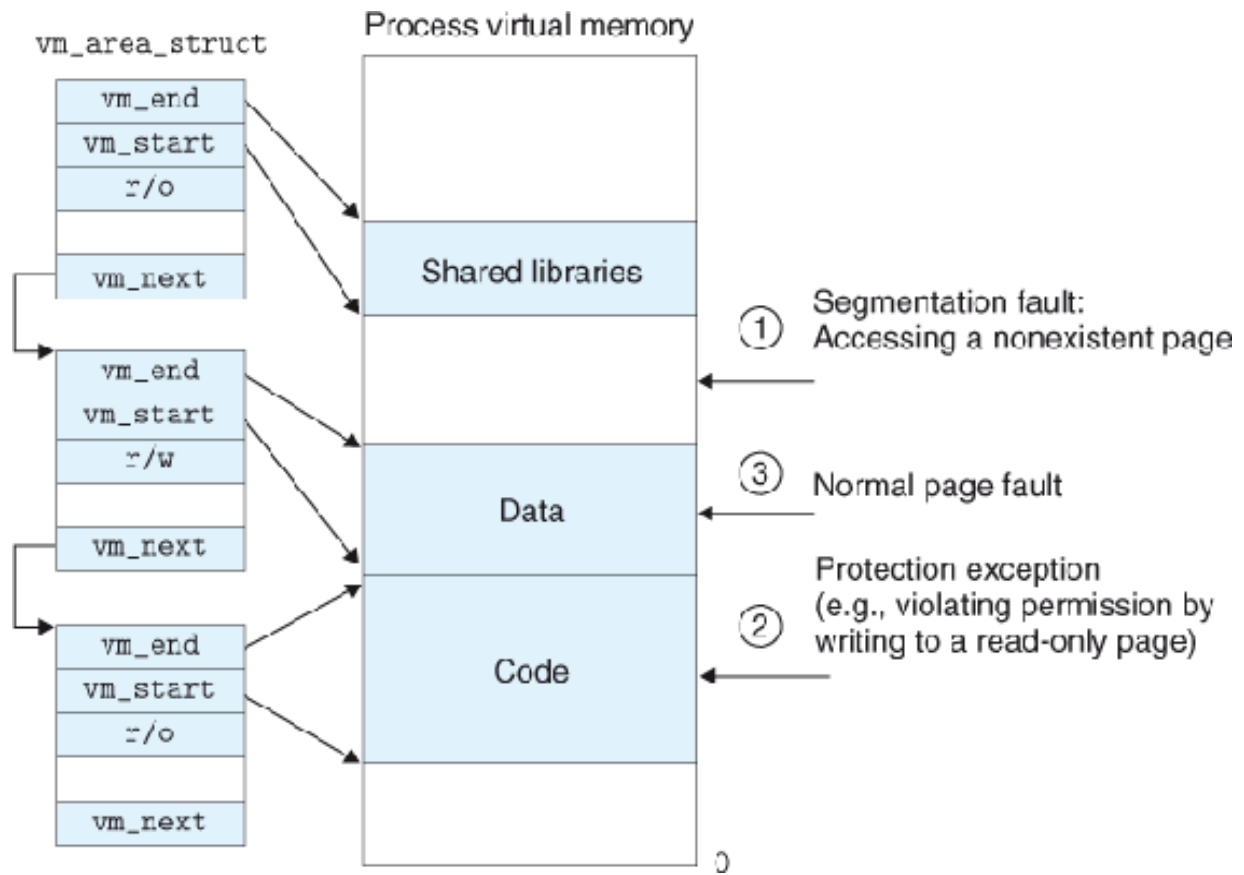 Process virtual memory
vm_area_struct
vm_end
vm_start
r/o
vm_next
vm_end
vm_start
r/w
vm_next
vm_end
vm_start
r/o
vm_next
Shared libraries
Data
Code
0
1
Segmentation fault:
Accessing a nonexistent page
3
Normal page fault
2
Protection exception
(e.g., violating permission by
writing to a read-only page)